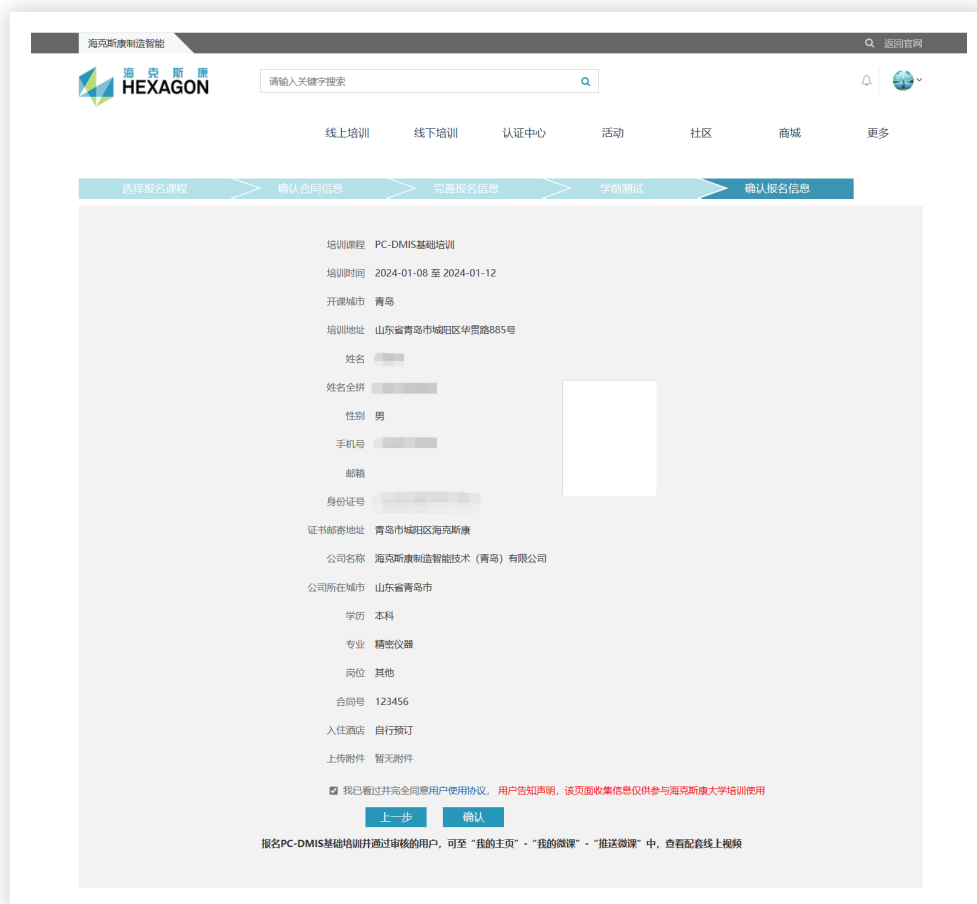 海克斯康制造智能
返回官网
海克斯康
HEXAGON
请输入关键字搜索
线上培训 线下培训 认证中心 活动 社区 商城 更多
选择报名课程 确认合同信息 完善报名信息 学前测试 确认报名信息
培训课程 PC-DMIS基础培训
培训时间 2024-01-08 至 2024-01-12
开课城市 青岛
培训地址 山东省青岛市城阳区华贯路885号
姓名
姓名全拼
性别 男
手机号
邮箱
身份证号
证书邮寄地址 青岛市城阳区海克斯康
公司名称 海克斯康制造智能技术（青岛）有限公司
公司所在城市 山东省青岛市
学历 本科
专业 精密仪器
岗位 其他
合同号 123456
入住酒店 自行预订
上传附件 暂无附件
我已看过并完全同意用户使用协议， 用户告知声明，该页面收集信息仅供参与海克斯康大学培训使用
上一步 确认
报名PC-DMIS基础培训并通过审核的用户，可至“我的主页”-“我的微课”-“推送微课”中，查看配套线上视频